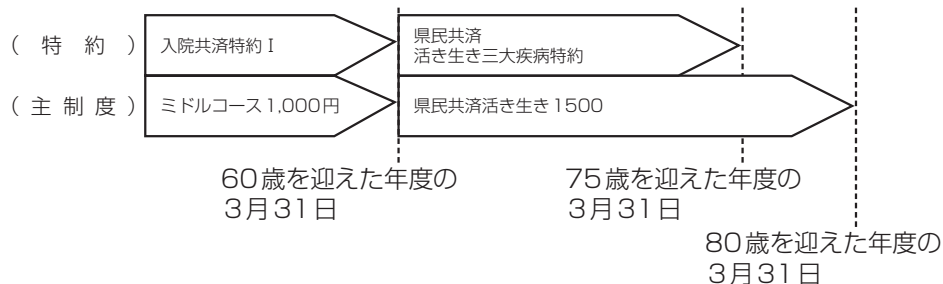 (特約)
入院共済特約Ⅰ
県民共済
活き生き三大疾病特約
(主制度)
ミドルコース1,000円
県民共済活き生き1500
60歳を迎えた年度の
3月31日
75歳を迎えた年度の
3月31日
80歳を迎えた年度の
3月31日